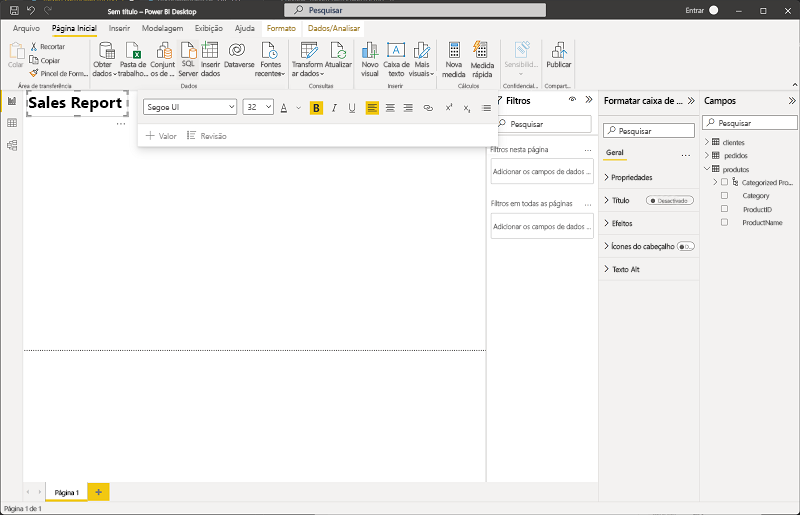 Sem título – Power BI Desktop
Pesquisar
Entrar
Arquivo
Página Inicial
Inserir
Modelagem
Exibição
Ajuda
Formato
Dados/Analisar
Colar
Recortar
Copiar
Pincel de Form...
Área de transferência
Obter dados
Pasta de trabalho...
Conjunt os de ...
SQL Server
Inserir dados
Dataverse
Fontes recentes
Dados
Transform ar dados
Atualizar
Consultas
Novo visual
Caixa de texto
Mais visuais
Inserir
Nova medida
Medida rápida
Cálculos
Sensibilid...
Confidencial...
Publicar
Compart...
Sales Report
Segoe UI
32
A
B
I
U
Valor
Revisão
Filtros
Pesquisar
Filtros nesta página
...
Adicionar os campos de dados ...
Filtros em todas as páginas
...
Adicionar os campos de dados ...
Formatar caixa de ...
Pesquisar
Geral
...
Propriedades
Título
Desactivado
Efeitos
Ícones do cabeçalho
D...
Texto Alt
Campos
Pesquisar
clientes
pedidos
produtos
Categorized Pro...
Category
ProductID
ProductName
Página 1
Página 1 de 1